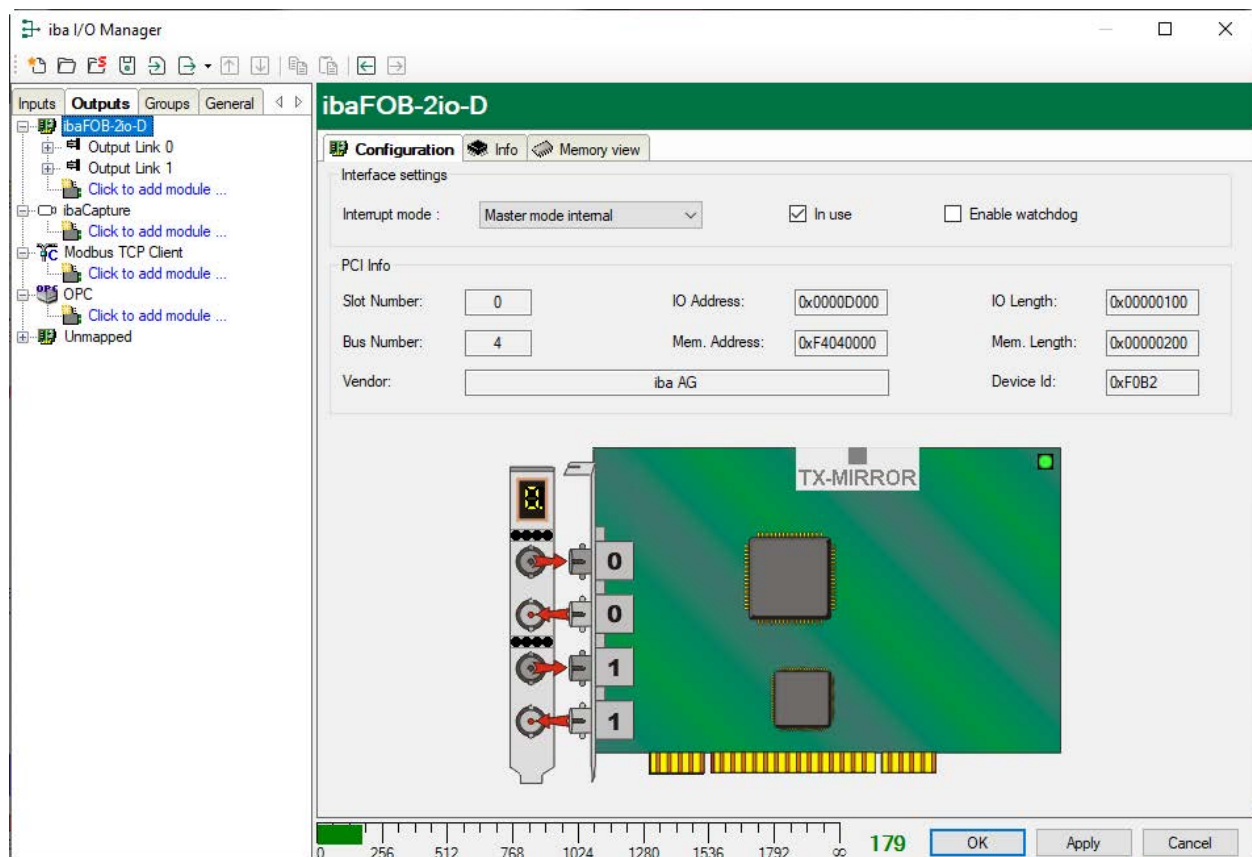 iba I/O Manager
Inputs Outputs Groups General
ibaFOB-2io-D
Output Link 0
Output Link 1
Click to add module ...
ibaCapture
Click to add module ...
Modbus TCP Client
Click to add module ...
OPC
OPC
Click to add module ...
Unmapped
ibaFOB-2io-D
Configuration Info Memory view
Interface settings
Interrupt mode : Master mode internal In use Enable watchdog
PCI Info
Slot Number: 0 IO Address: 0x0000D000 IO Length: 0x00000100
Bus Number: 4 Mem. Address: 0xF4040000 Mem. Length: 0x00000200
Vendor: iba AG Device Id: 0xF0B2
TX-MIRROR
0
0
1
1
0 256 512 768 1024 1280 1536 1792 ∞ 179 OK Apply Cancel